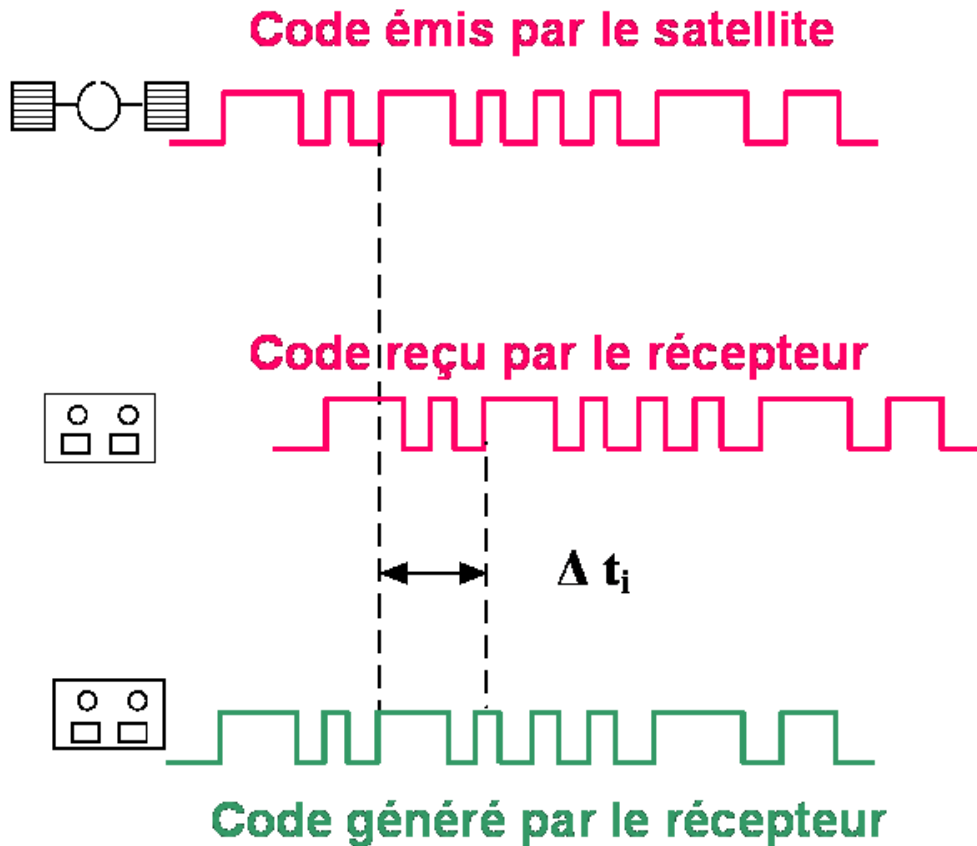 Code émis par le satellite
Code reçu par le récepteur
Δ tᵢ
Code généré par le récepteur